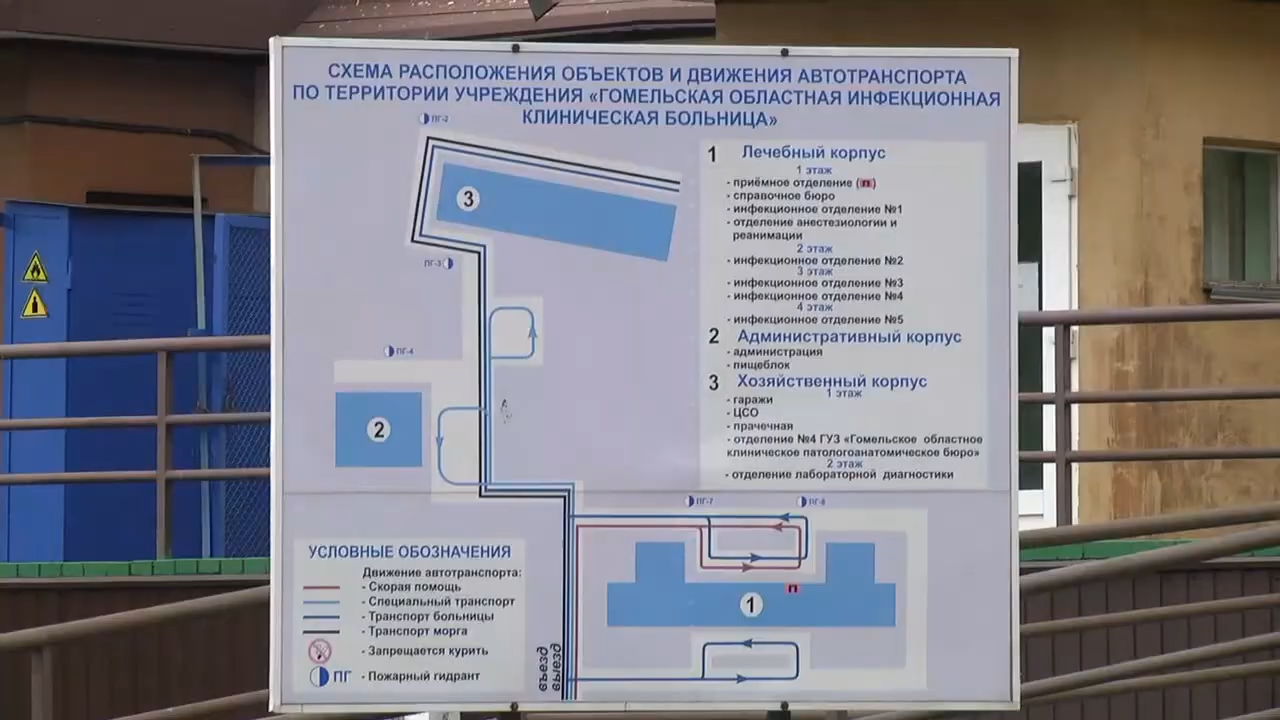 СХЕМА РАСПОЛОЖЕНИЯ ОБЪЕКТОВ И ДВИЖЕНИЯ АВТОТРАНСПОРТА
ПО ТЕРРИТОРИИ УЧРЕЖДЕНИЯ «ГОМЕЛЬСКАЯ ОБЛАСТНАЯ ИНФЕКЦИОННАЯ
КЛИНИЧЕСКАЯ БОЛЬНИЦА»
ПГ-2
3
ПГ-3
ПГ-4
2
1 Лечебный корпус
1 этаж
- приёмное отделение (п)
- справочное бюро
- инфекционное отделение №1
- отделение анестезиологии и
реанимации
2 этаж
- инфекционное отделение №2
3 этаж
- инфекционное отделение №3
- инфекционное отделение №4
4 этаж
- инфекционное отделение №5
2 Административный корпус
- администрация
- пищеблок
3 Хозяйственный корпус
1 этаж
- гаражи
- ЦСО
- прачечная
- отделение №4 ГУЗ «Гомельское областное
клиническое патологоанатомическое бюро»
2 этаж
- отделение лабораторной диагностики
ПГ-7
ПГ-8
п
1
въезд
выезд
УСЛОВНЫЕ ОБОЗНАЧЕНИЯ
Движение автотранспорта:
- Скорая помощь
- Специальный транспорт
- Транспорт больницы
- Транспорт морга
- Запрещается курить
ПГ - Пожарный гидрант